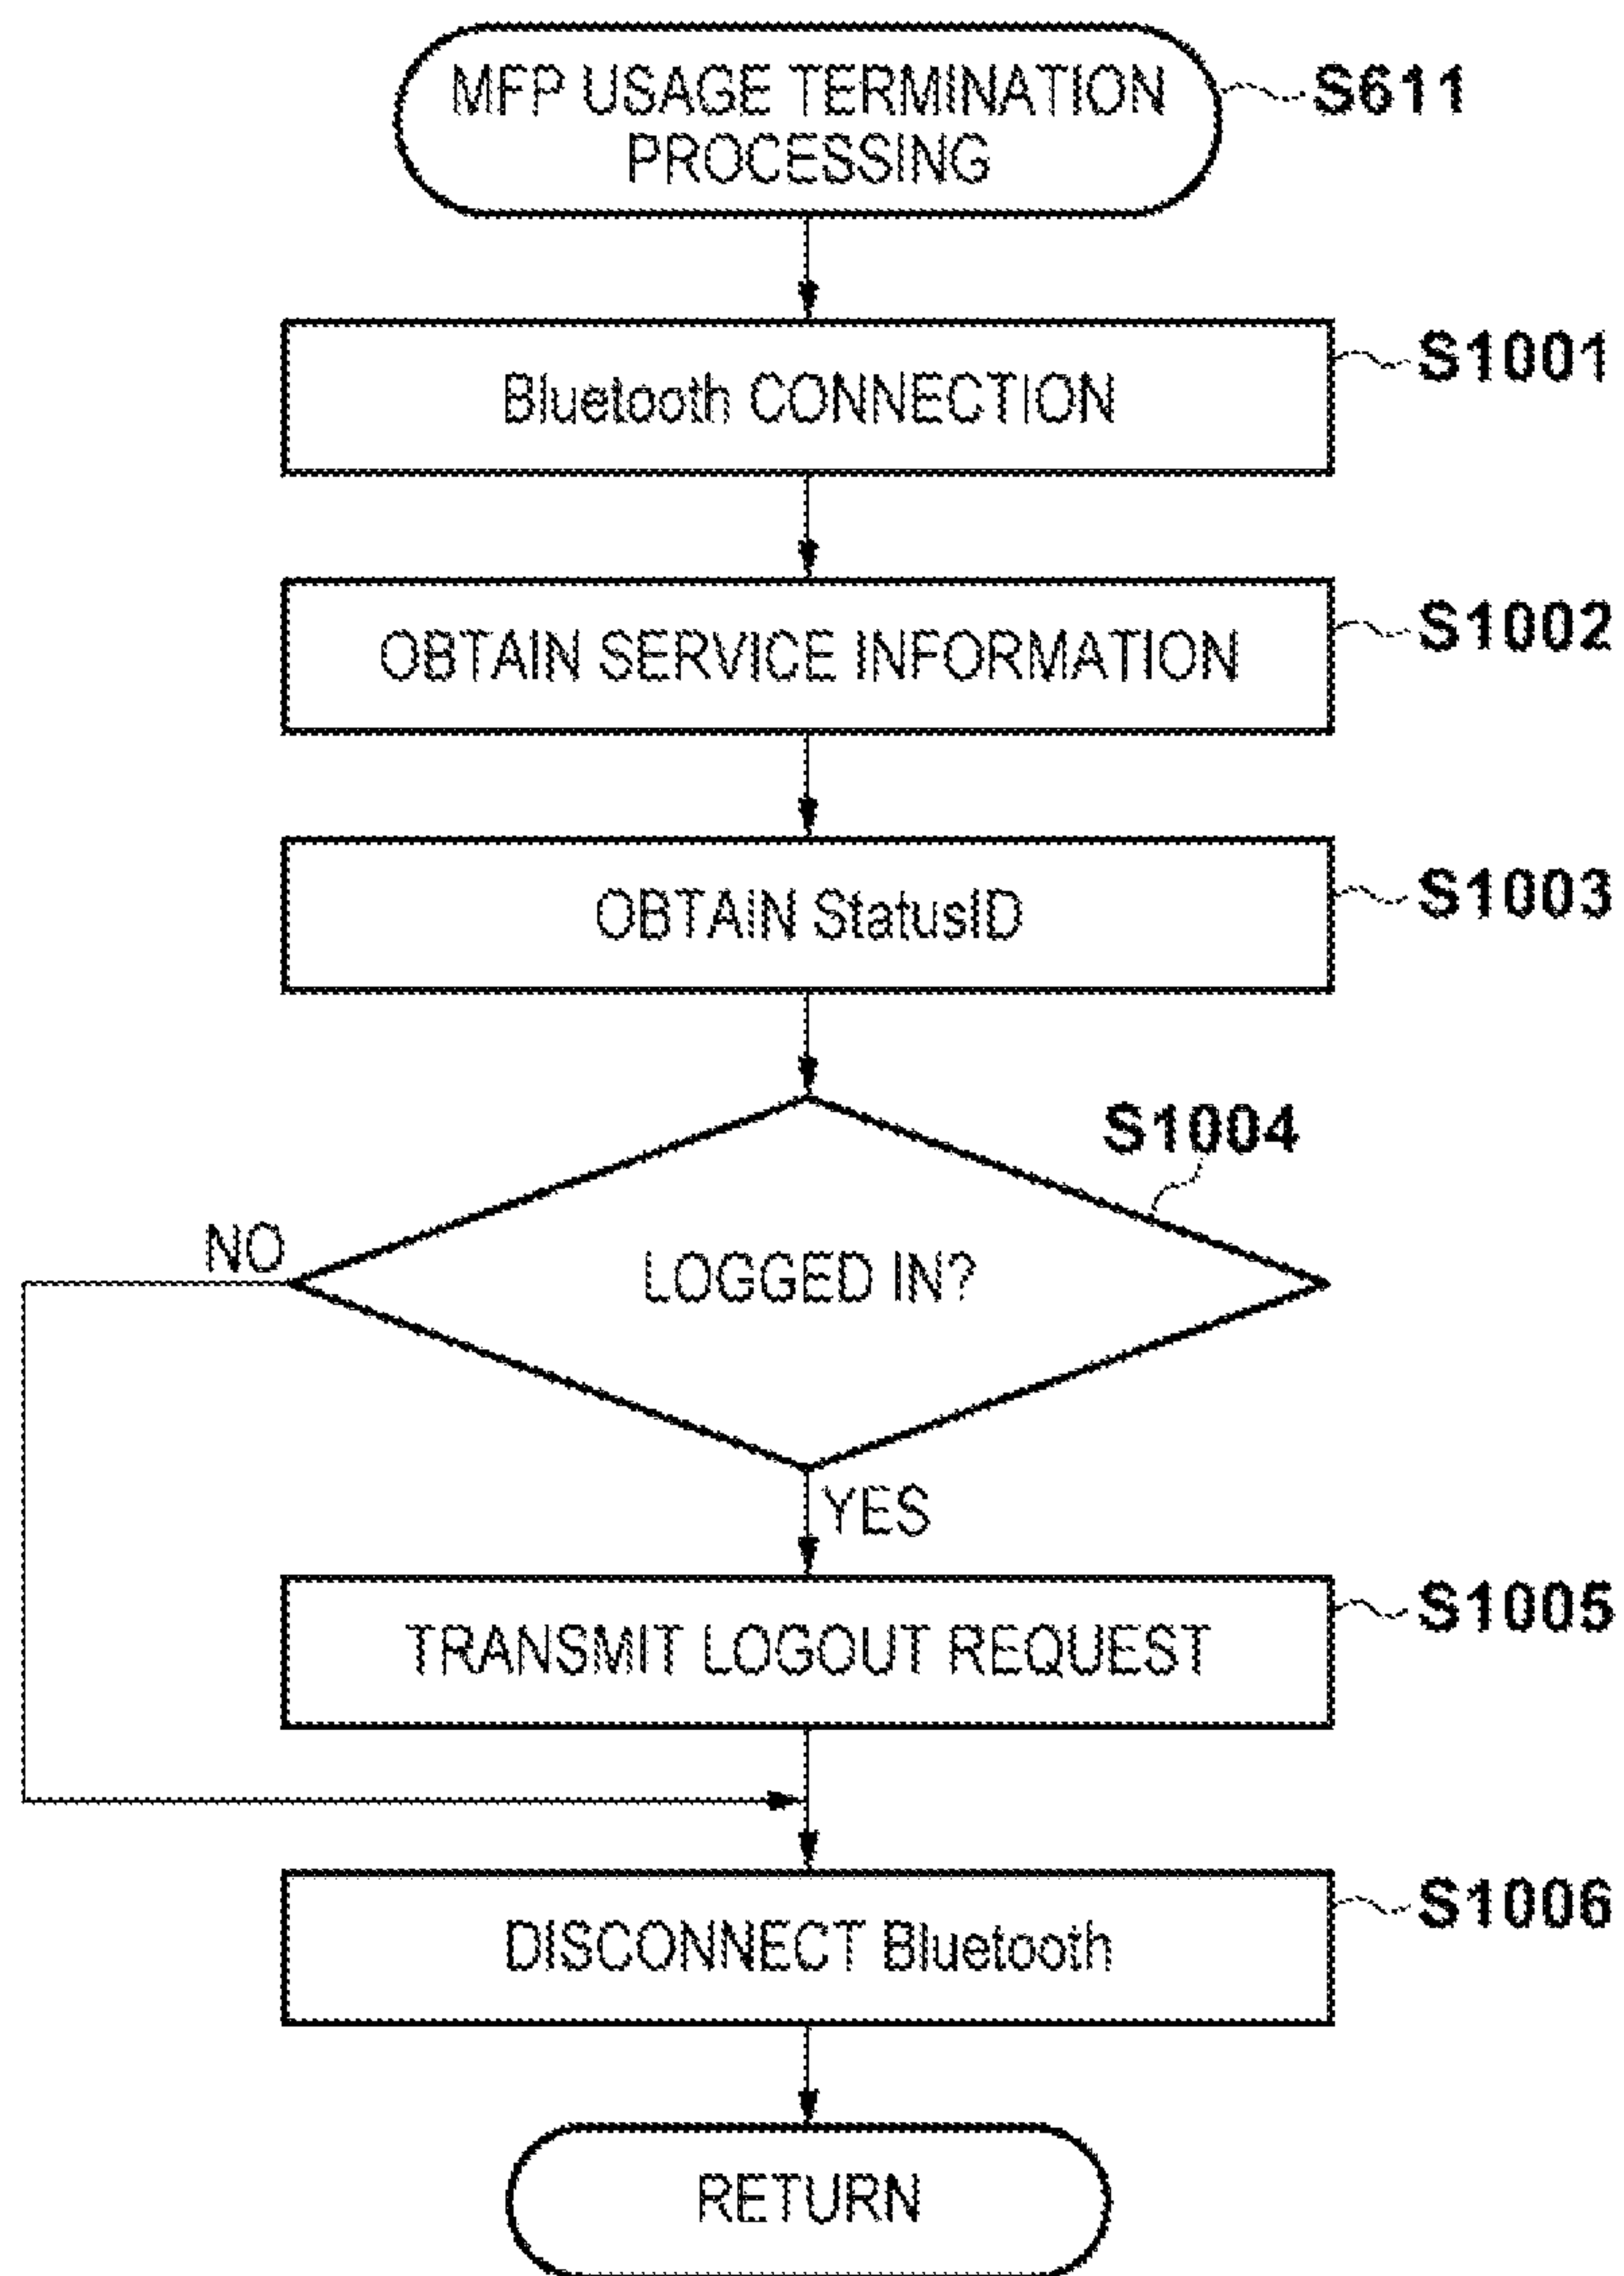 MFP USAGE TERMINATION
PROCESSING
S611
Bluetooth CONNECTION
S1001
OBTAIN SERVICE INFORMATION
S1002
OBTAIN StatusID
S1003
S1004
NO
LOGGED IN?
YES
TRANSMIT LOGOUT REQUEST
S1005
DISCONNECT Bluetooth
S1006
RETURN